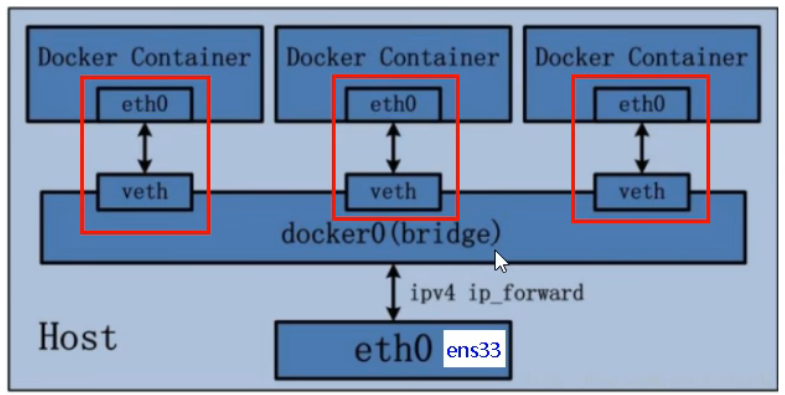 Docker Container
Docker Container
Docker Container
eth0
eth0
eth0
veth
veth
veth
docker0(bridge)
ipv4 ip_forward
Host
eth0 ens33